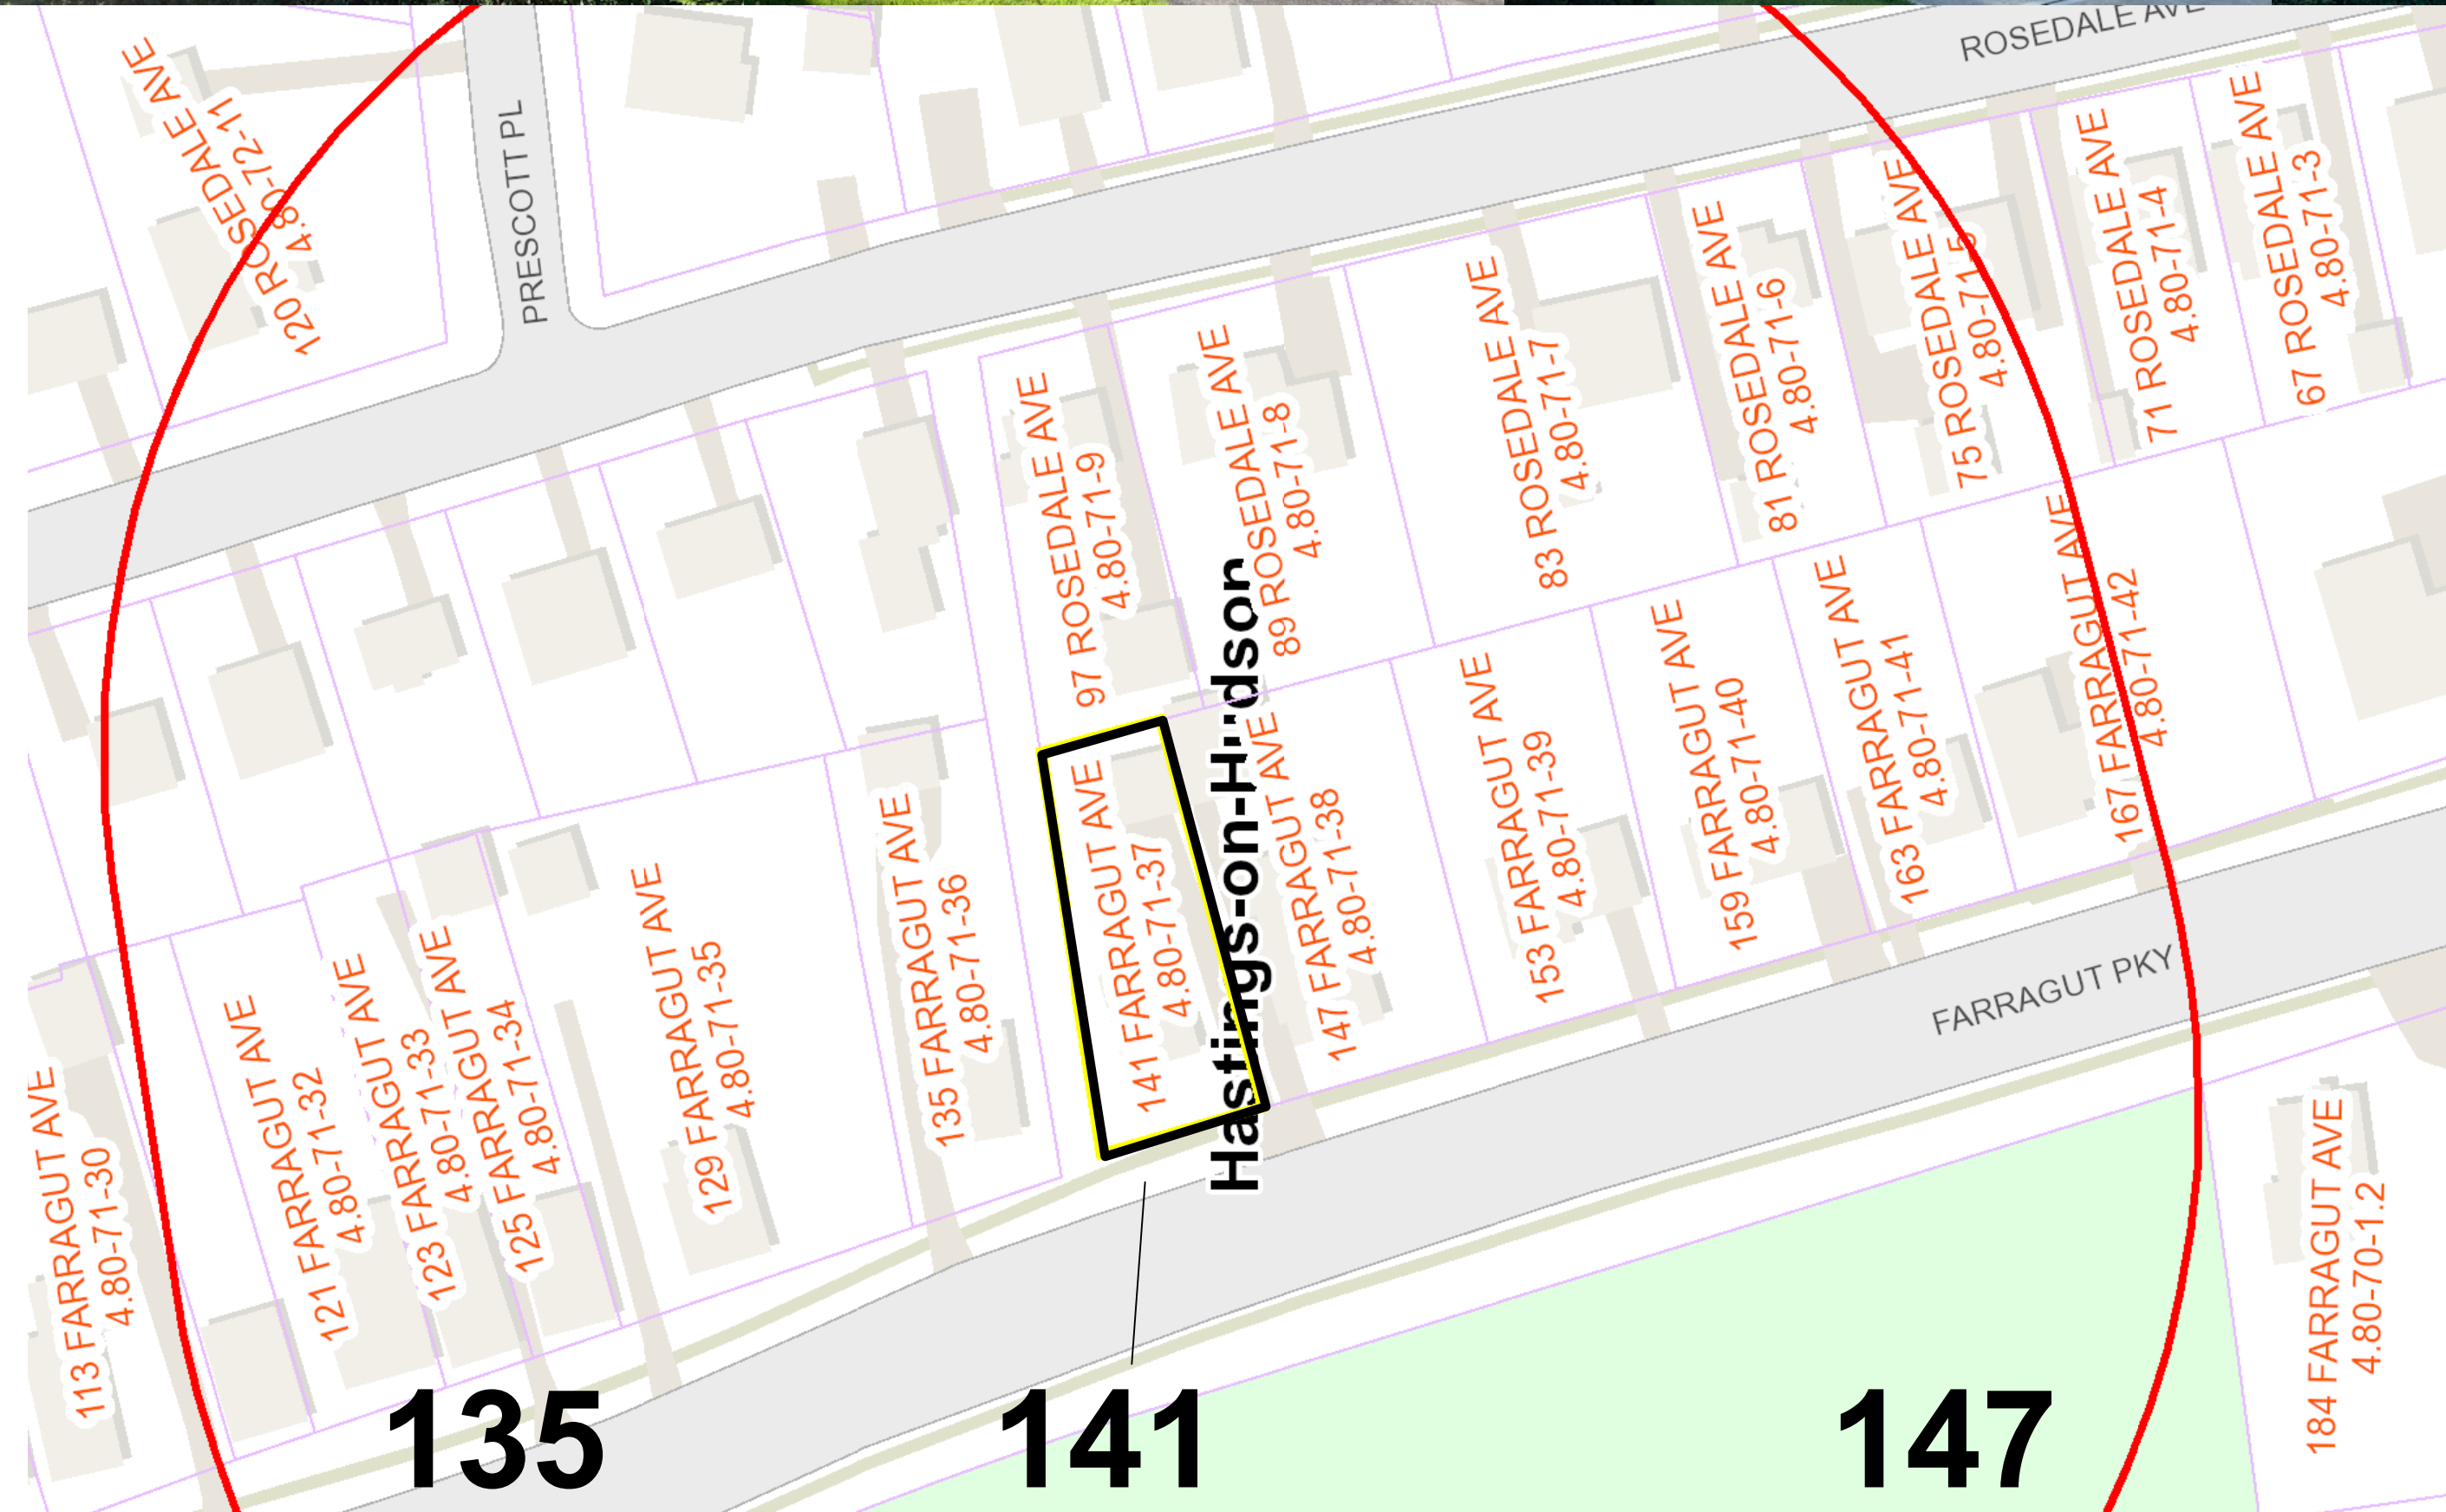 ROSEDALE AVE
PRESCOTT PL
120 ROSEDALE AVE
4.80-72-11
67 ROSEDALE AVE
4.80-71-3
71 ROSEDALE AVE
4.80-71-4
75 ROSEDALE AVE
4.80-71-5
81 ROSEDALE AVE
4.80-71-6
83 ROSEDALE AVE
4.80-71-7
89 ROSEDALE AVE
4.80-71-8
97 ROSEDALE AVE
4.80-71-9
Hastings-on-Hudson
113 FARRAGUT AVE
4.80-71-30
121 FARRAGUT AVE
4.80-71-32
123 FARRAGUT AVE
4.80-71-33
125 FARRAGUT AVE
4.80-71-34
129 FARRAGUT AVE
4.80-71-35
135 FARRAGUT AVE
4.80-71-36
141 FARRAGUT AVE
4.80-71-37
147 FARRAGUT AVE
4.80-71-38
153 FARRAGUT AVE
4.80-71-39
159 FARRAGUT AVE
4.80-71-40
163 FARRAGUT AVE
4.80-71-41
167 FARRAGUT AVE
4.80-71-42
FARRAGUT PKY
184 FARRAGUT AVE
4.80-70-1.2
135
141
147